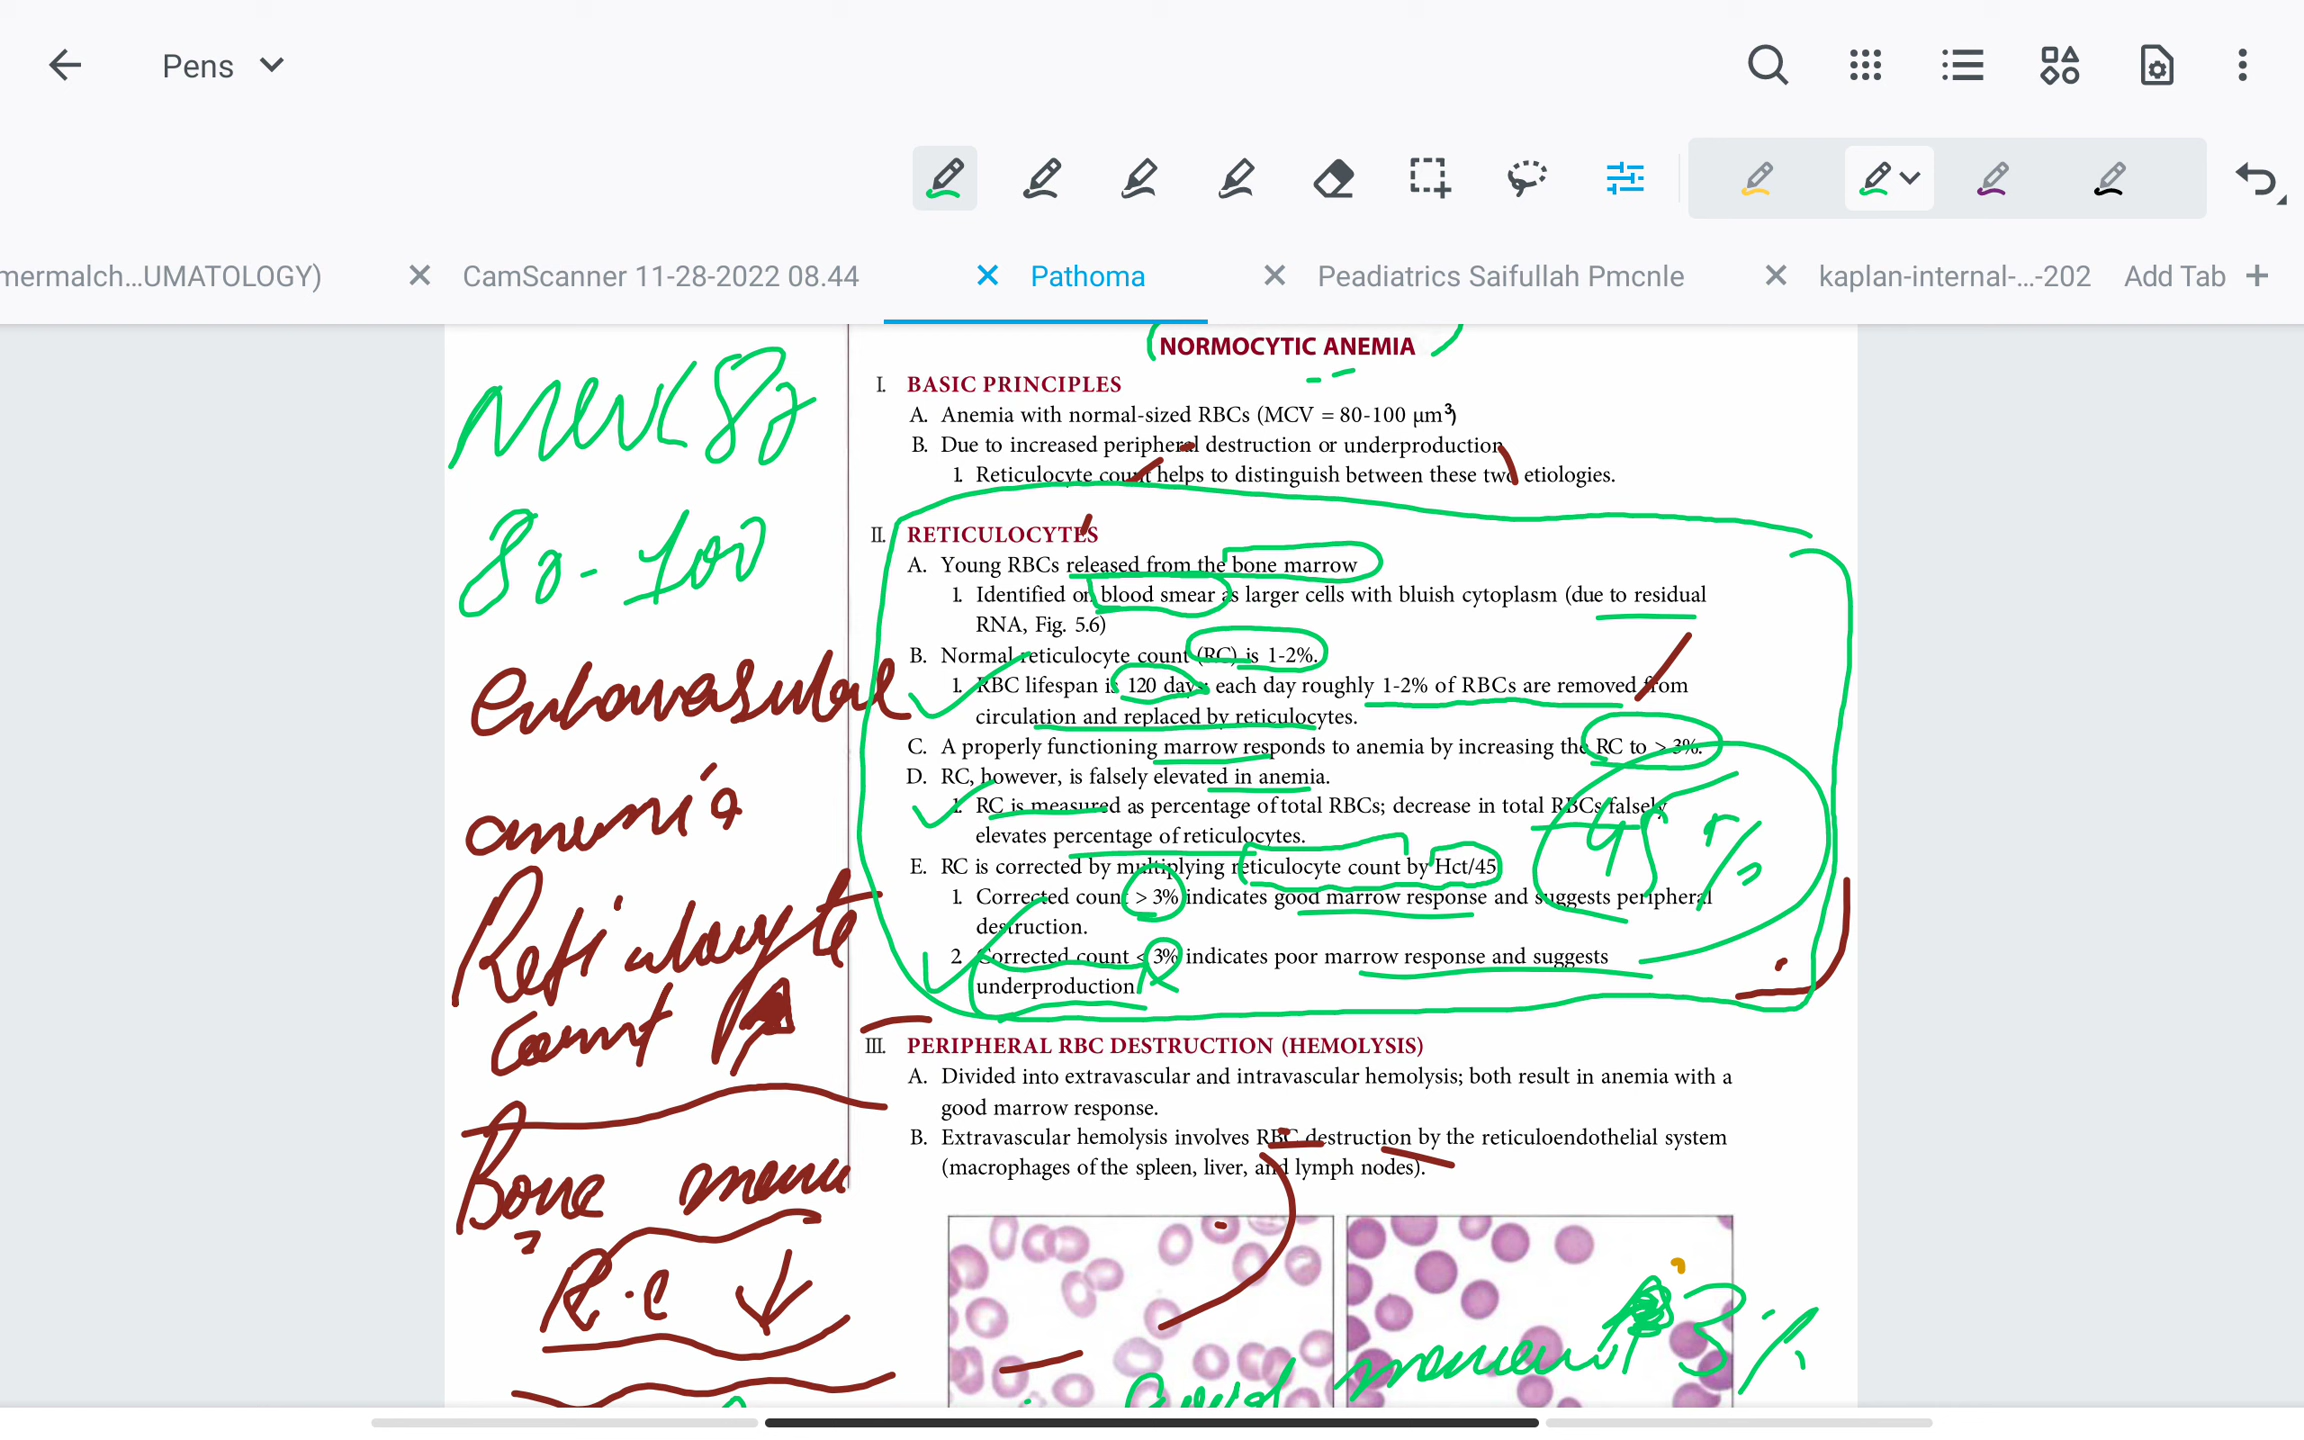 Pens
mermalch...UMATOLOGY)
CamScanner 11-28-2022 08.44
Pathoma
Peadiatrics Saifullah Pmcnle
kaplan-internal-...-202
Add Tab +
NORMOCYTIC ANEMIA
I. BASIC PRINCIPLES
A. Anemia with normal-sized RBCs (MCV = 80-100 µm³)
B. Due to increased peripheral destruction or underproduction
1. Reticulocyte count helps to distinguish between these two etiologies.
II. RETICULOCYTES
A. Young RBCs released from the bone marrow
1. Identified on blood smear as larger cells with bluish cytoplasm (due to residual
RNA, Fig. 5.6)
B. Normal reticulocyte count (RC) is 1-2%.
1. RBC lifespan is 120 days; each day roughly 1-2% of RBCs are removed from
circulation and replaced by reticulocytes.
C. A properly functioning marrow responds to anemia by increasing the RC to > 3%.
D. RC, however, is falsely elevated in anemia.
1. RC is measured as percentage of total RBCs; decrease in total RBCs falsely
elevates percentage of reticulocytes.
E. RC is corrected by multiplying reticulocyte count by Hct/45
1. Corrected count > 3% indicates good marrow response and suggests peripheral
destruction.
2 Corrected count < 3% indicates poor marrow response and suggests
underproduction
III. PERIPHERAL RBC DESTRUCTION (HEMOLYSIS)
A. Divided into extravascular and intravascular hemolysis; both result in anemia with a
good marrow response.
B. Extravascular hemolysis involves RBC destruction by the reticuloendothelial system
(macrophages of the spleen, liver, and lymph nodes).
80-100
anemia
Reticulocyte
count
Bone
R.C ↓
45%
3%